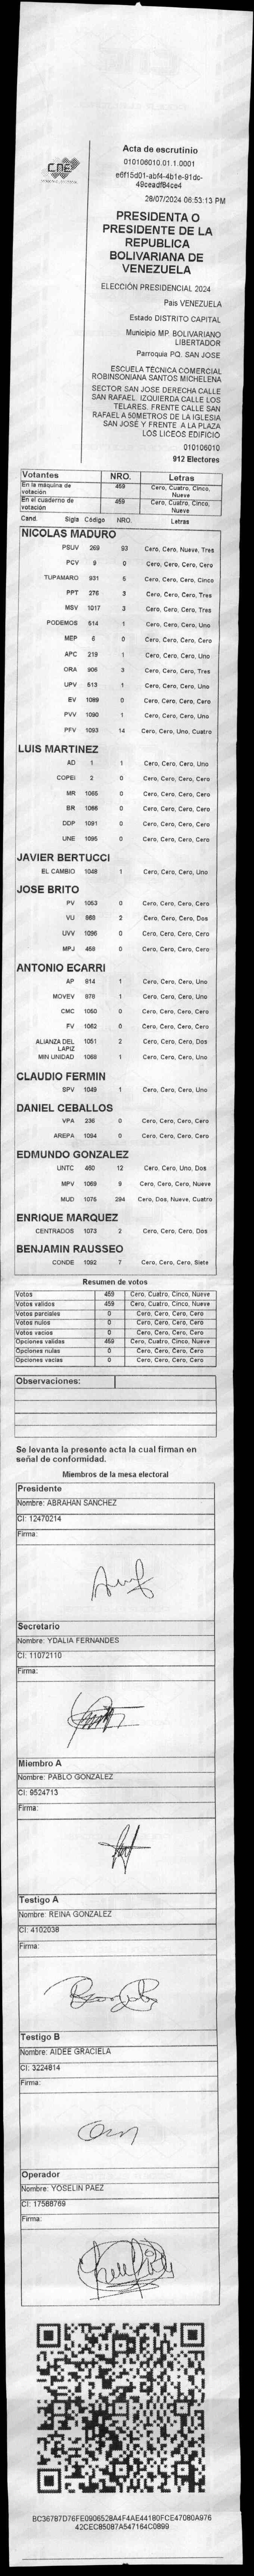 CNE
Acta de escrutinio
010106010.01.1.0001
e6f15d01-abf4-4b1e-91dc-
49ceadf84ce4
28/07/2024 06:53:13 PM
PRESIDENTA O
PRESIDENTE DE LA
REPUBLICA
BOLIVARIANA DE
VENEZUELA
ELECCIÓN PRESIDENCIAL 2024
Pais VENEZUELA
Estado DISTRITO CAPITAL
Municipio MP. BOLIVARIANO
LIBERTADOR
Parroquia PQ. SAN JOSE
ESCUELA TÉCNICA COMERCIAL
ROBINSONIANA SANTOS MICHELENA
SECTOR SAN JOSE DERECHA CALLE
SAN RAFAEL. IZQUIERDA CALLE LOS
TELARES. FRENTE CALLE SAN
RAFAEL A 50METROS DE LA IGLESIA
SAN JOSÉ Y FRENTE A LA PLAZA
LOS LICEOS EDIFICIO
010106010
912 Electores
Votantes NRO. Letras
En la máquina de votación 459 Cero, Cuatro, Cinco, Nueve
En el cuaderno de votación 459 Cero, Cuatro, Cinco, Nueve
Cand. Sigla Código NRO. Letras
NICOLAS MADURO
PSUV 269 93 Cero, Cero, Nueve, Tres
PCV 9 0 Cero, Cero, Cero, Cero
TUPAMARO 931 5 Cero, Cero, Cero, Cinco
PPT 276 3 Cero, Cero, Cero, Tres
MSV 1017 3 Cero, Cero, Cero, Tres
PODEMOS 514 1 Cero, Cero, Cero, Uno
MEP 6 0 Cero, Cero, Cero, Cero
APC 219 1 Cero, Cero, Cero, Uno
ORA 906 3 Cero, Cero, Cero, Tres
UPV 513 1 Cero, Cero, Cero, Uno
EV 1089 0 Cero, Cero, Cero, Cero
PVV 1090 1 Cero, Cero, Cero, Uno
PFV 1093 14 Cero, Cero, Uno, Cuatro
LUIS MARTINEZ
AD 1 1 Cero, Cero, Cero, Uno
COPEI 2 0 Cero, Cero, Cero, Cero
MR 1065 0 Cero, Cero, Cero, Cero
BR 1086 0 Cero, Cero, Cero, Cero
DDP 1091 0 Cero, Cero, Cero, Cero
UNE 1095 0 Cero, Cero, Cero, Cero
JAVIER BERTUCCI
EL CAMBIO 1048 1 Cero, Cero, Cero, Uno
JOSE BRITO
PV 1053 0 Cero, Cero, Cero, Cero
VU 868 2 Cero, Cero, Cero, Dos
UVV 1096 0 Cero, Cero, Cero, Cero
MPJ 458 0 Cero, Cero, Cero, Cero
ANTONIO ECARRI
AP 614 1 Cero, Cero, Cero, Uno
MOVEV 876 1 Cero, Cero, Cero, Uno
CMC 1050 0 Cero, Cero, Cero, Cero
FV 1062 0 Cero, Cero, Cero, Cero
ALIANZA DEL LAPIZ 1051 2 Cero, Cero, Cero, Dos
MIN UNIDAD 1068 1 Cero, Cero, Cero, Uno
CLAUDIO FERMIN
SPV 1049 1 Cero, Cero, Cero, Uno
DANIEL CEBALLOS
VPA 236 0 Cero, Cero, Cero, Cero
AREPA 1094 0 Cero, Cero, Cero, Cero
EDMUNDO GONZALEZ
UNTC 460 12 Cero, Cero, Uno, Dos
MPV 1069 9 Cero, Cero, Cero, Nueve
MUD 1075 294 Cero, Dos, Nueve, Cuatro
ENRIQUE MARQUEZ
CENTRADOS 1073 2 Cero, Cero, Cero, Dos
BENJAMIN RAUSSEO
CONDE 1092 7 Cero, Cero, Cero, Siete
Resumen de votos
Votos 459 Cero, Cuatro, Cinco, Nueve
Votos validos 459 Cero, Cuatro, Cinco, Nueve
Votos parciales 0 Cero, Cero, Cero, Cero
Votos nulos 0 Cero, Cero, Cero, Cero
Votos vacios 0 Cero, Cero, Cero, Cero
Opciones validas 459 Cero, Cuatro, Cinco, Nueve
Opciones nulas 0 Cero, Cero, Cero, Cero
Opciones vacias 0 Cero, Cero, Cero, Cero
Observaciones:
Se levanta la presente acta la cual firman en
señal de conformidad.
Miembros de la mesa electoral
Presidente
Nombre: ABRAHAN SANCHEZ
CI: 12470214
Firma:
Secretario
Nombre: YDALIA FERNANDES
CI: 11072110
Firma:
Miembro A
Nombre: PABLO GONZALEZ
CI: 9524713
Firma:
Testigo A
Nombre: REINA GONZALEZ
CI: 4102038
Firma:
Testigo B
Nombre: AIDEE GRACIELA
CI: 3224814
Firma:
Operador
Nombre: YOSELIN PAEZ
CI: 17588769
Firma:
BC36787D76FE0906528A4F4AE44180FCE47080A976
42CEC85087A547164C0899